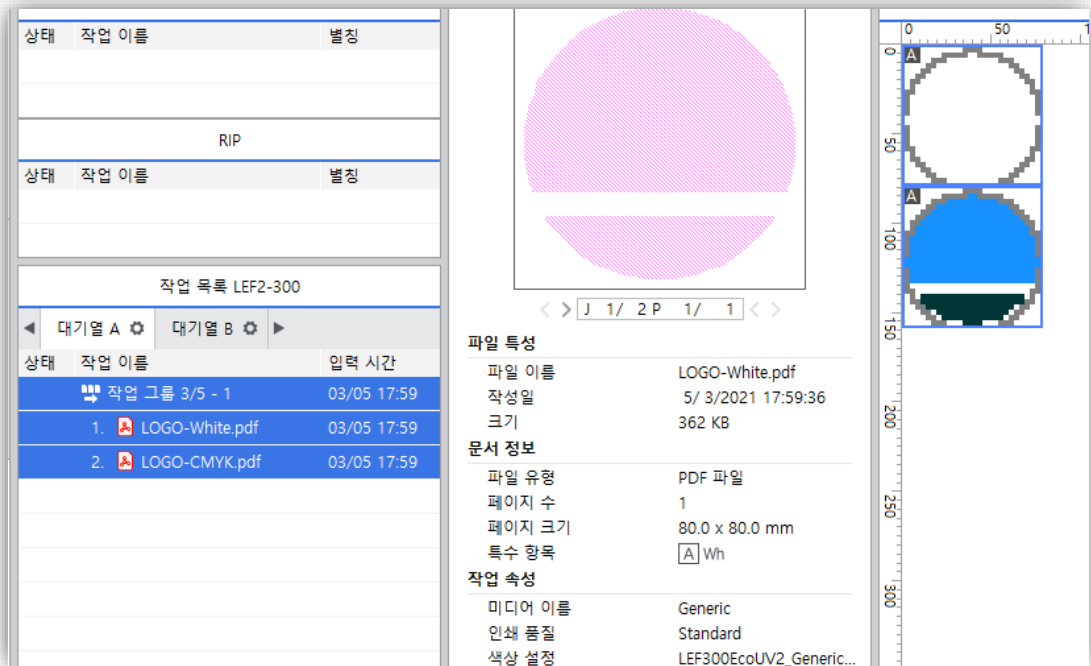 상태 작업 이름 별칭
RIP
상태 작업 이름 별칭
작업 목록 LEF2-300
대기열 A 대기열 B
상태 작업 이름 입력 시간
작업 그룹 3/5 - 1 03/05 17:59
1. LOGO-White.pdf 03/05 17:59
2. LOGO-CMYK.pdf 03/05 17:59
J 1/ 2 P 1/ 1
파일 특성
파일 이름 LOGO-White.pdf
작성일 5/ 3/2021 17:59:36
크기 362 KB
문서 정보
파일 유형 PDF 파일
페이지 수 1
페이지 크기 80.0 x 80.0 mm
특수 항목 A Wh
작업 속성
미디어 이름 Generic
인쇄 품질 Standard
색상 설정 LEF300EcoUV2_Generic...
0 50 1
0
A
50
A
100
150
200
250
300